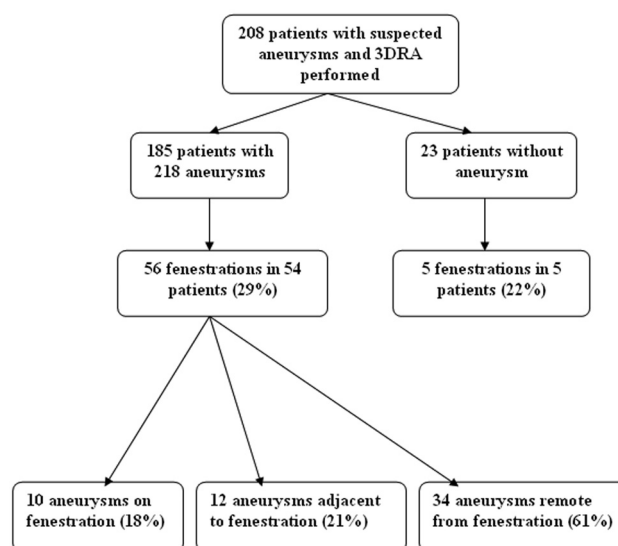 208 patients with suspected
aneurysms and 3DRA
performed
185 patients with
218 aneurysms
23 patients without
aneurysm
56 fenestrations in 54
patients (29%)
5 fenestrations in 5
patients (22%)
10 aneurysms on
fenestration (18%)
12 aneurysms adjacent
to fenestration (21%)
34 aneurysms remote
from fenestration (61%)